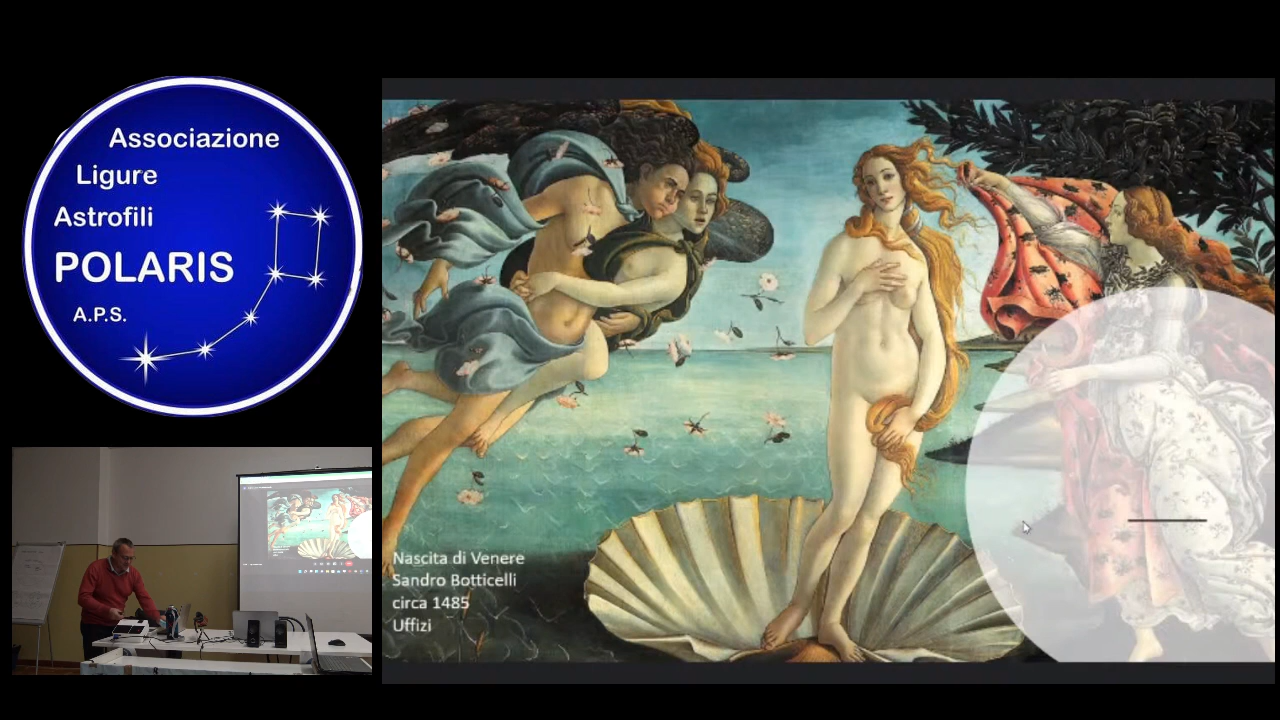 Associazione
Ligure
Astrofili
POLARIS
A.P.S.
Nascita di Venere
Sandro Botticelli
circa 1485
Uffizi